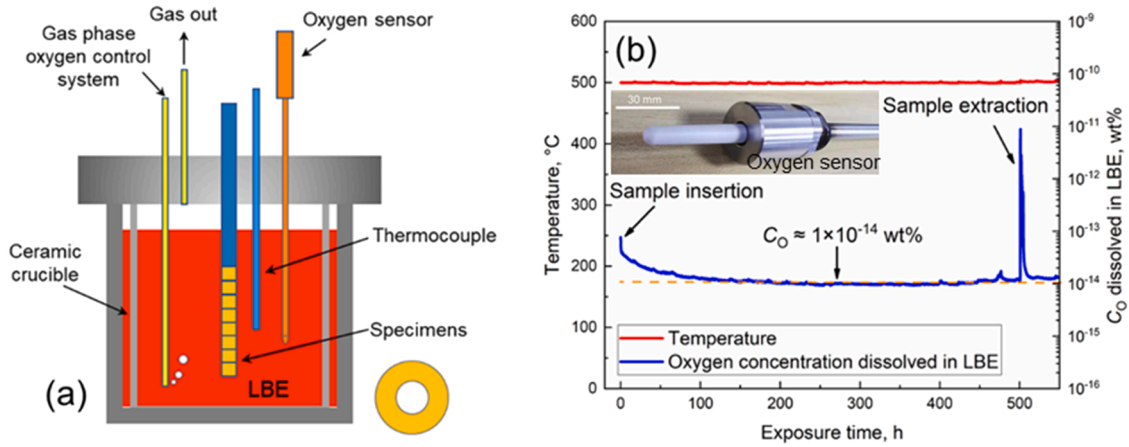 Gas out
Gas phase
oxygen control
system
Oxygen sensor
Ceramic
crucible
Thermocouple
Specimens
LBE
(a)
(b)
600
500
400
300
200
100
0
Temperature, °C
10⁻⁹
10⁻¹⁰
10⁻¹¹
10⁻¹²
10⁻¹³
10⁻¹⁴
10⁻¹⁵
10⁻¹⁶
C_O dissolved in LBE, wt%
30 mm
Oxygen sensor
Sample extraction
Sample insertion
C_O ≈ 1×10⁻¹⁴ wt%
Temperature
Oxygen concentration dissolved in LBE
0 100 200 300 400 500
Exposure time, h